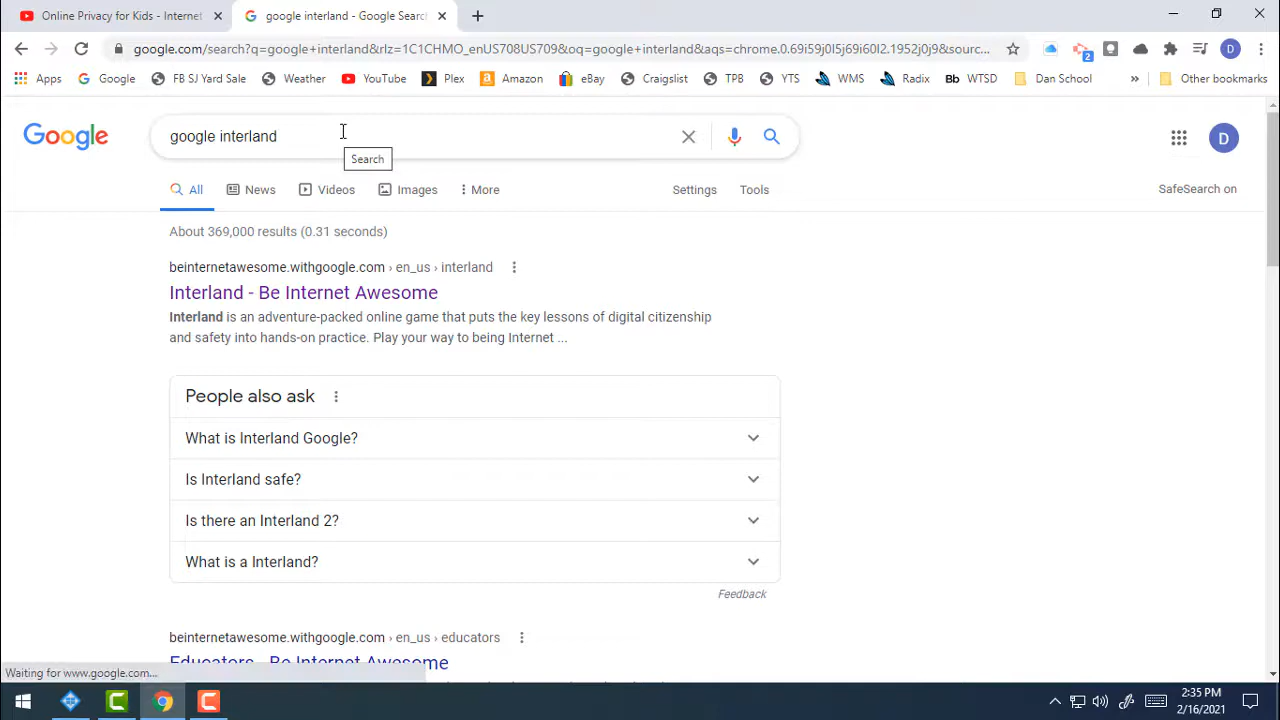 Online Privacy for Kids - Internet
google interland - Google Searc
google.com/search?q=google+interland&rlz=1C1CHMO_enUS708US709&oq=google+interland&aqs=chrome.0.69i59j0l5j69i60l2.1952j0j9&sourc...
2
D
Apps
Google
FB SJ Yard Sale
Weather
YouTube
Plex
Amazon
eBay
Craigslist
TPB
YTS
WMS
Radix
Bb WTSD
Dan School
»
Other bookmarks
Google
google interland
D
Search
All
News
Videos
Images
More
Settings
Tools
SafeSearch on
About 369,000 results (0.31 seconds)
beinternetawesome.withgoogle.com › en_us › interland
Interland - Be Internet Awesome
Interland is an adventure-packed online game that puts the key lessons of digital citizenship
and safety into hands-on practice. Play your way to being Internet ...
People also ask
What is Interland Google?
Is Interland safe?
Is there an Interland 2?
What is a Interland?
Feedback
beinternetawesome.withgoogle.com › en_us › educators
Educators - Be Internet Awesome
Waiting for www.google.com...
2:35 PM
2/16/2021